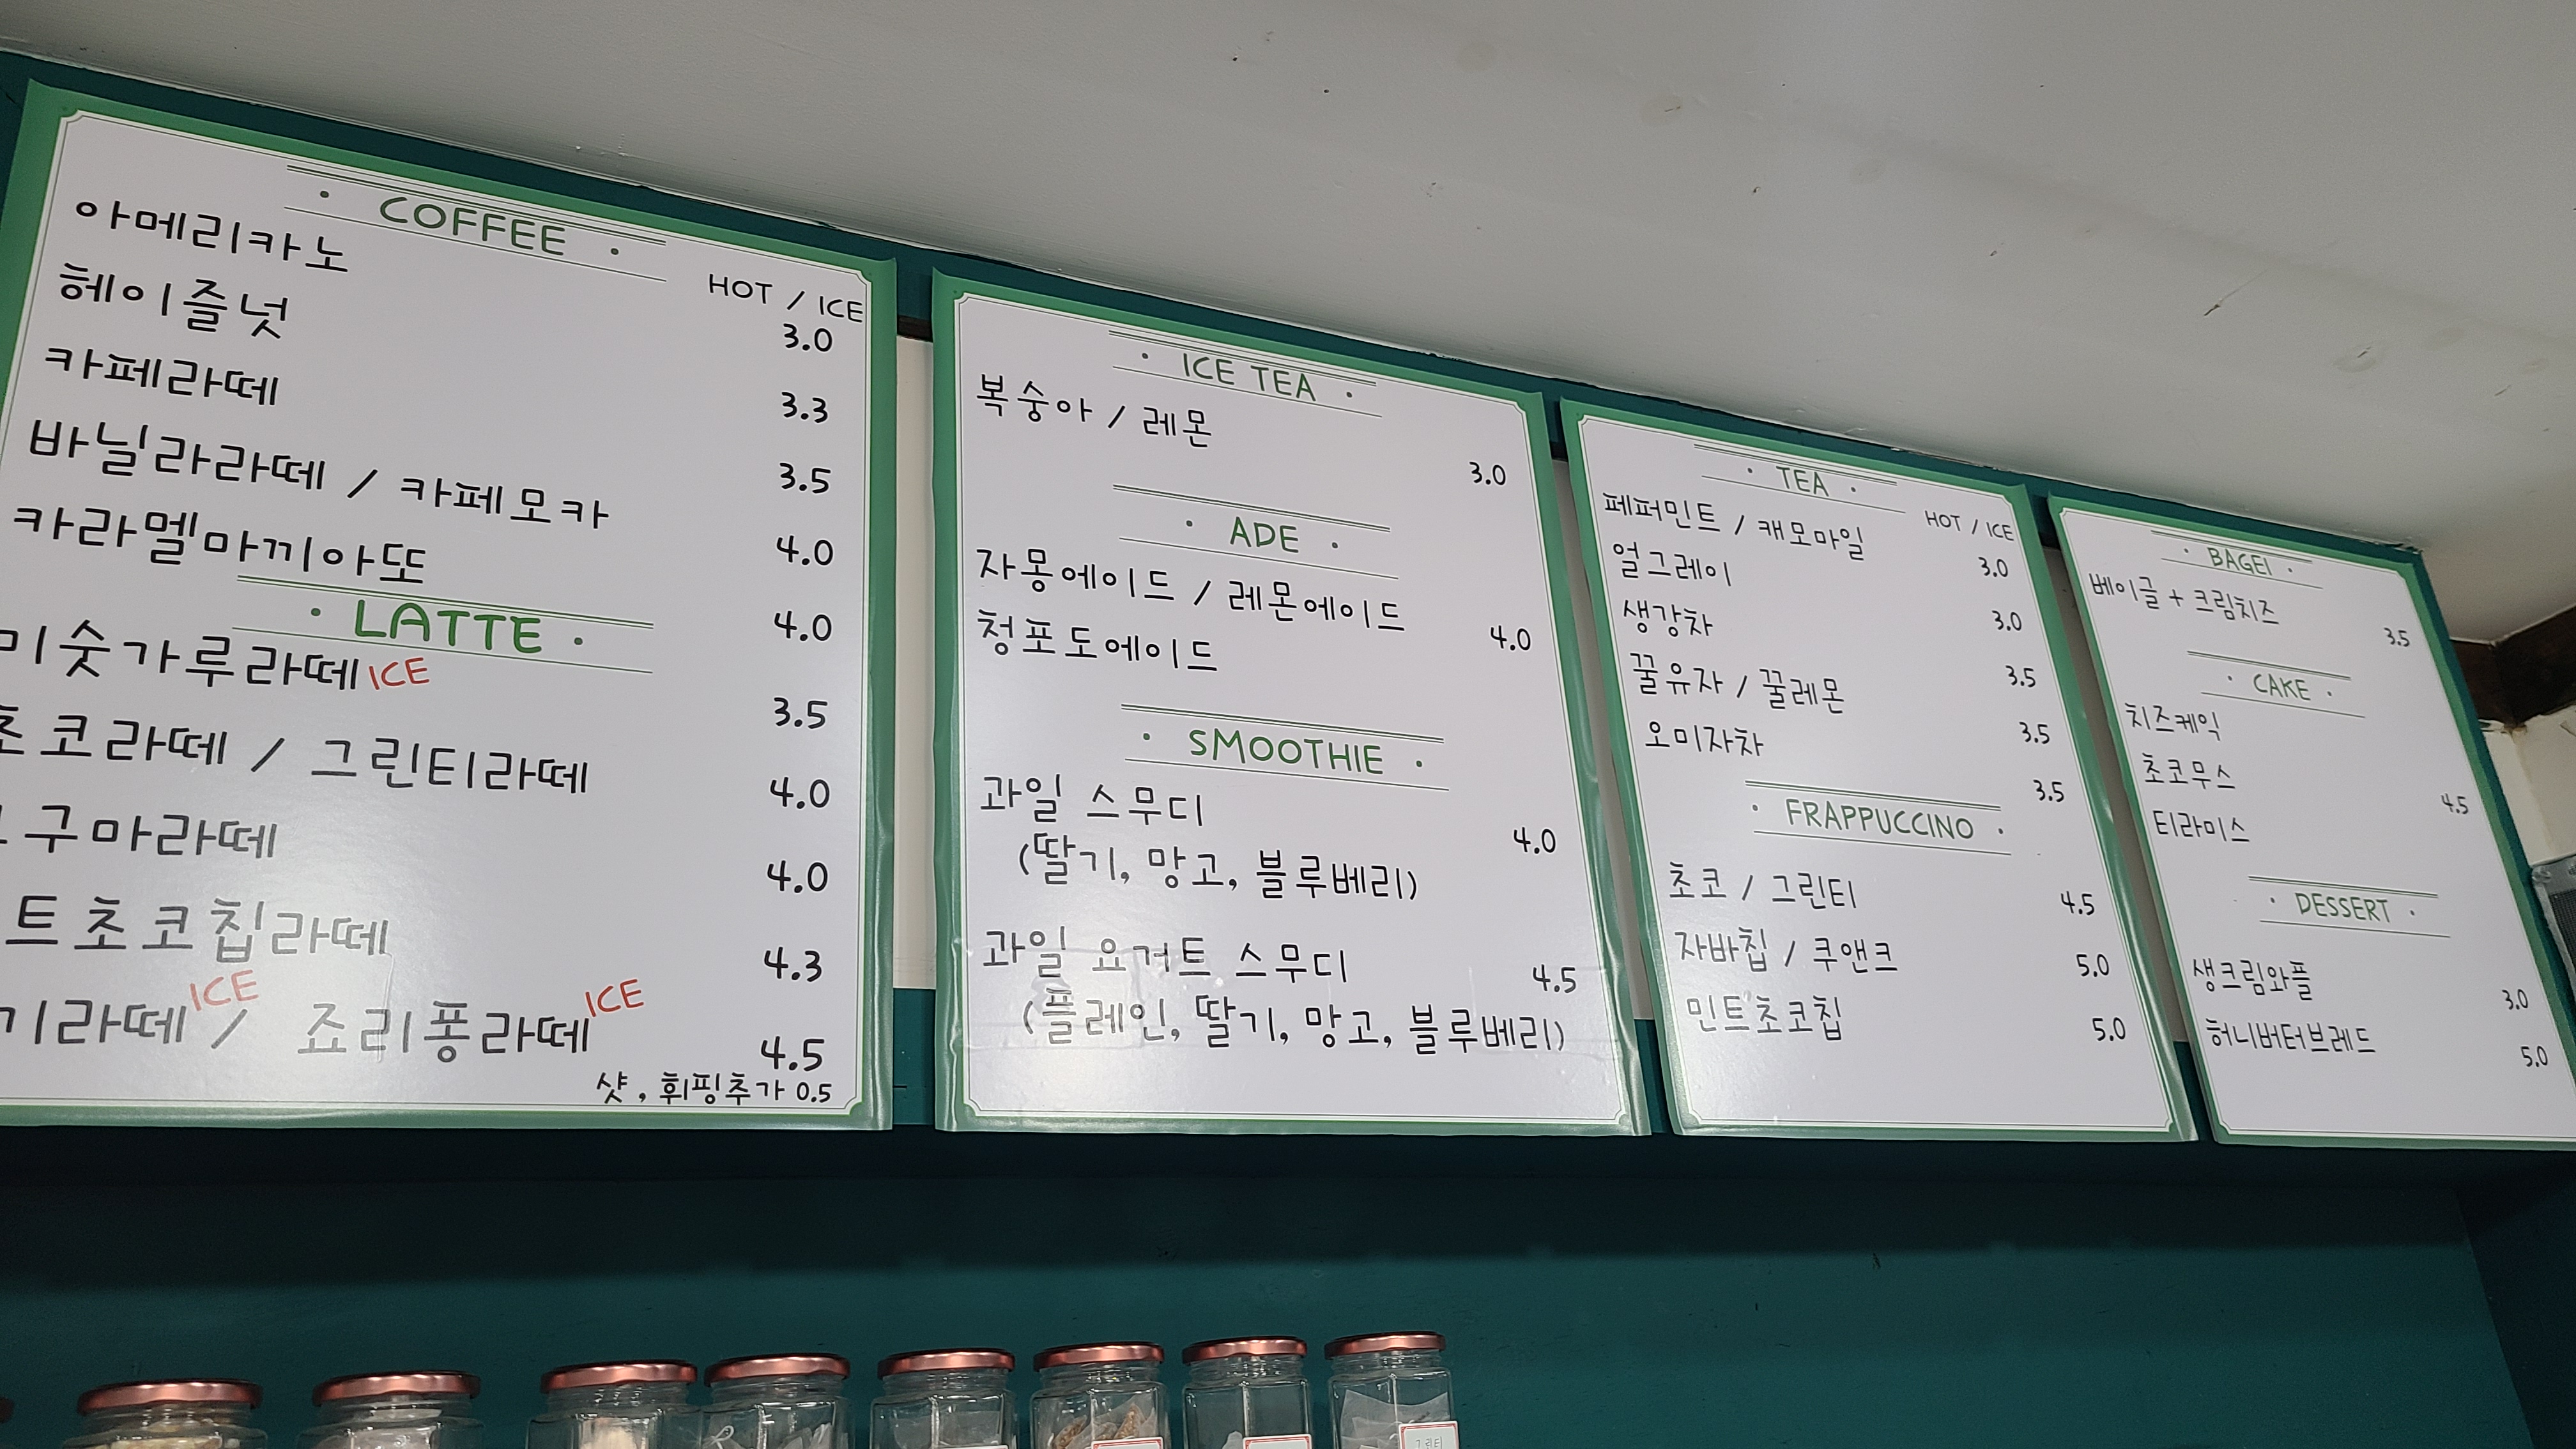 COFFEE
HOT / ICE
아메리카노 3.0
헤이즐넛 3.3
카페라떼 3.5
바닐라라떼 / 카페모카 4.0
카라멜마끼아또 4.0
LATTE
미숫가루라떼 ICE 3.5
초코라떼 / 그린티라떼 4.0
구마라떼 4.0
트초코칩라떼 4.3
기라떼 ICE / 죠리퐁라떼 ICE 4.5
샷, 휘핑추가 0.5
ICE TEA
복숭아 / 레몬 3.0
ADE
자몽에이드 / 레몬에이드 4.0
청포도에이드
SMOOTHIE
과일 스무디 4.0
(딸기, 망고, 블루베리)
과일 요거트 스무디 4.5
(플레인, 딸기, 망고, 블루베리)
TEA
HOT / ICE
페퍼민트 / 캐모마일 3.0
얼그레이 3.0
생강차 3.5
꿀유자 / 꿀레몬 3.5
오미자차 3.5
FRAPPUCCINO
초코 / 그린티 4.5
자바칩 / 쿠앤크 5.0
민트초코칩 5.0
BAGEl
베이글 + 크림치즈 3.5
CAKE
치즈케익
초코무스 4.5
티라미스
DESSERT
생크림와플 3.0
허니버터브레드 5.0
그린티